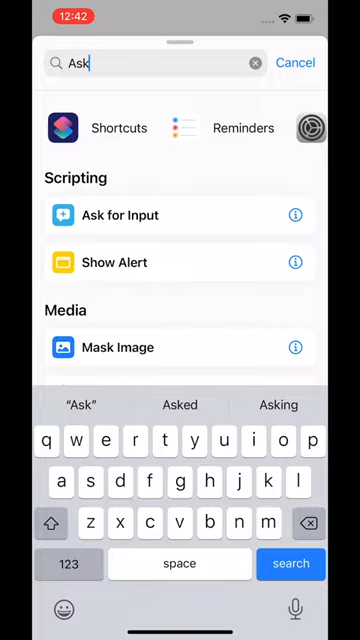 12:42
Ask
Cancel
Shortcuts
Reminders
Scripting
Ask for Input
Show Alert
Media
Mask Image
“Ask”
Asked
Asking
q w e r t y u i o p
a s d f g h j k l
z x c v b n m
123
space
search